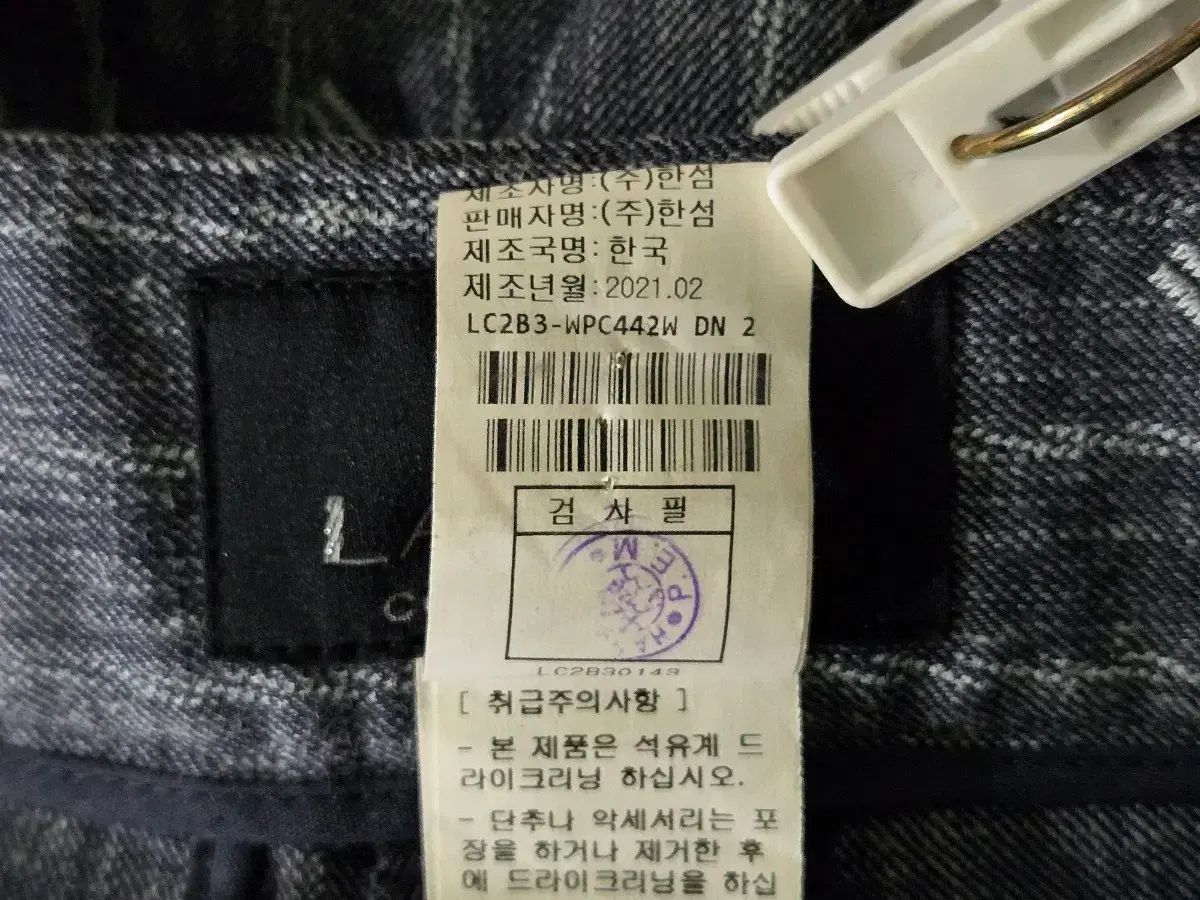 제조자명:(주)한섬
판매자명:(주)한섬
제조국명:한국
제조년월:2021.02
LC2B3-WPC442W DN 2
검 사 필
LC2B30143
[ 취급주의사항 ]
- 본 제품은 석유계 드
라이크리닝 하십시오.
- 단추나 악세서리는 포
장을 하거나 제거한 후
에 드라이크리닝을 하십